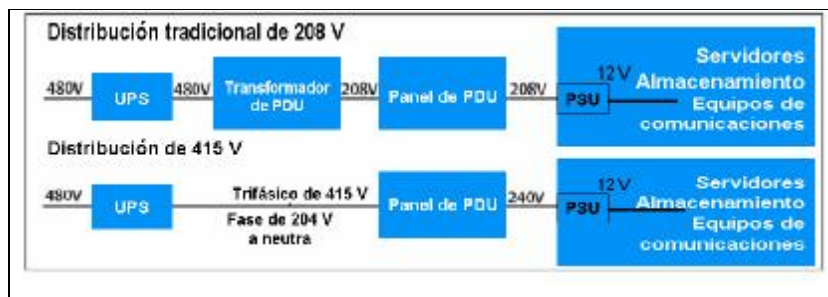 Distribución tradicional de 208 V
480V
UPS
480V
Transformador
de PDU
208V
Panel de PDU
208V
PSU
12V
Servidores
Almacenamiento
Equipos de
comunicaciones
Distribución de 415 V
480V
UPS
Trifásico de 415 V
Fase de 204 V
a neutra
Panel de PDU
240V
PSU
12V
Servidores
Almacenamiento
Equipos de
comunicaciones